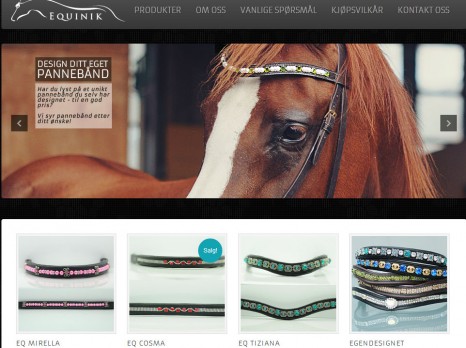 EQUINIK
PRODUKTER OM OSS VANLIGE SPØRSMÅL KJØPSVILKÅR KONTAKT OSS
DESIGN DITT EGET
PANNEBÅND
Har du lyst på et unikt
pannebånd du selv har
designet - til en god
pris?
Vi syr pannebånd etter
ditt ønske!
Salg!
EQ MIRELLA EQ COSMA EQ TIZIANA EGENDESIGNET